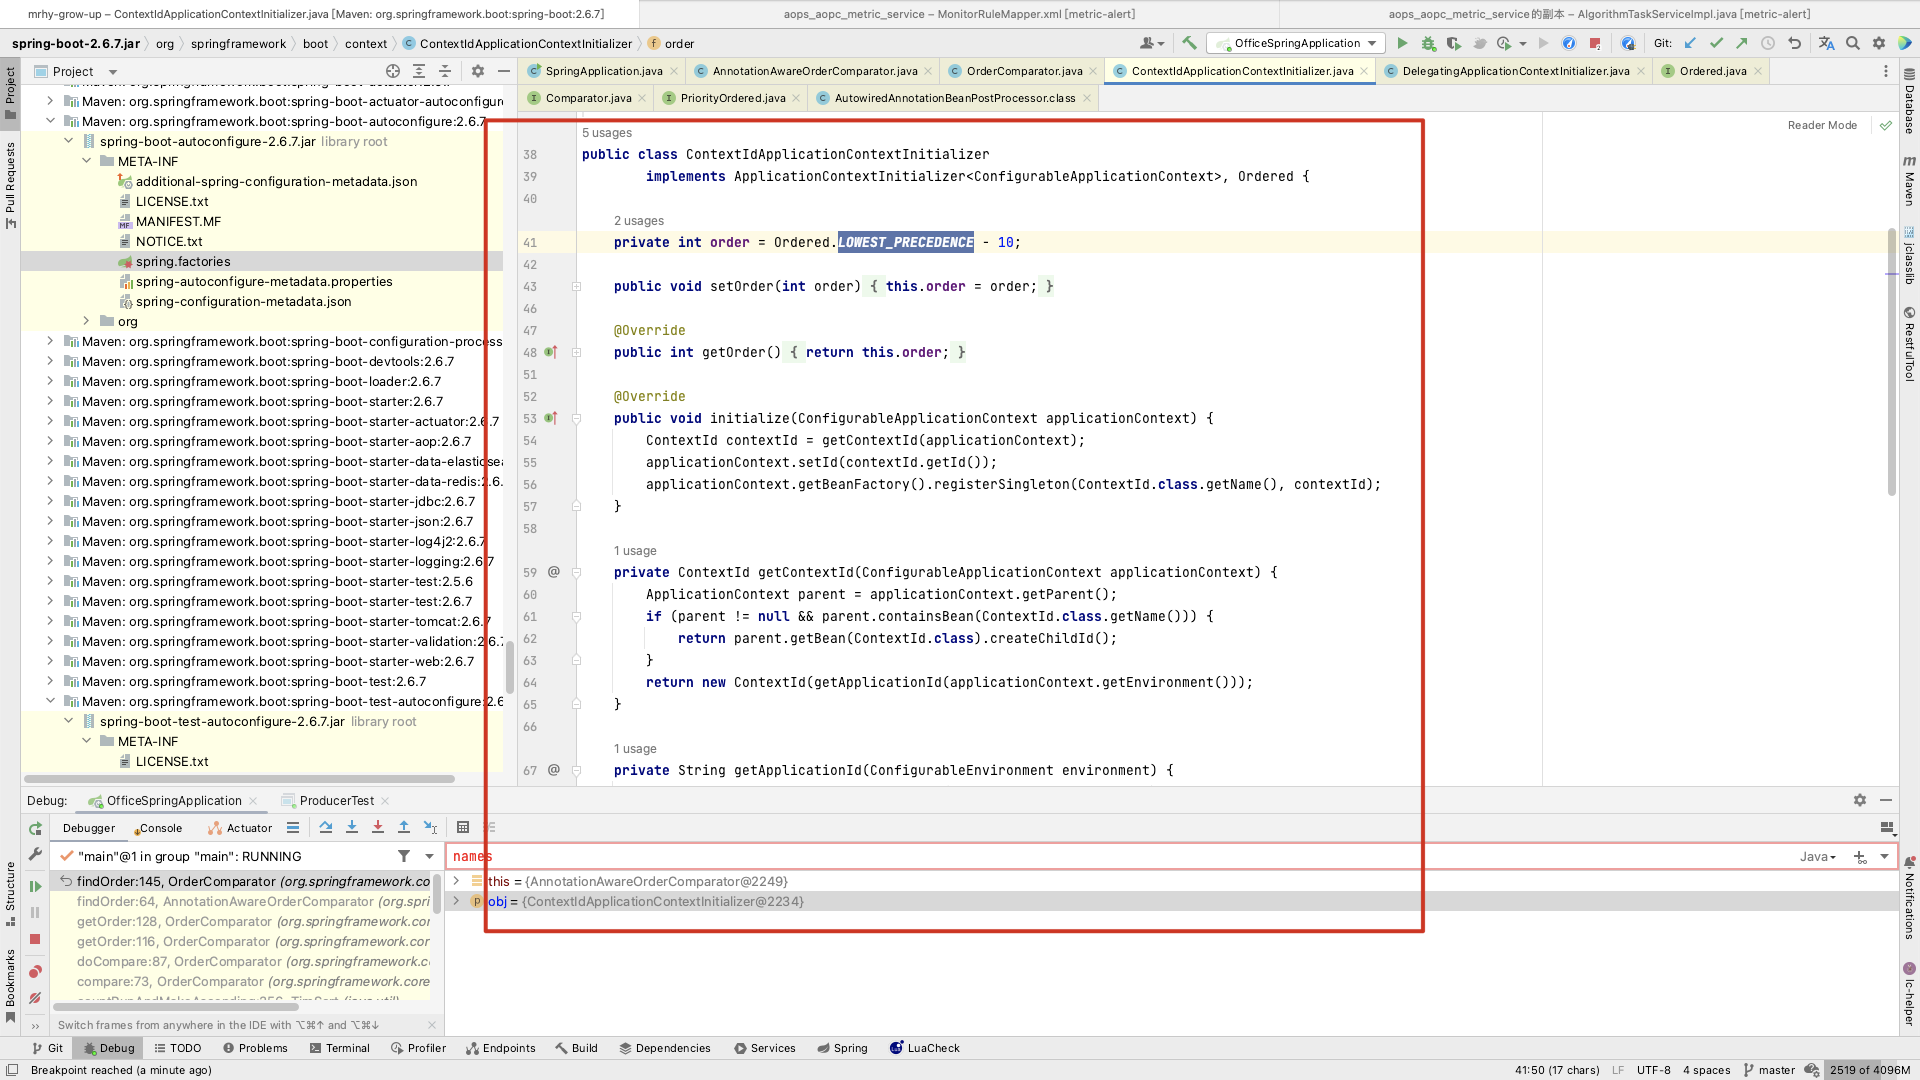 mrhy-grow-up – ContextIdApplicationContextInitializer.java [Maven: org.springframework.boot:spring-boot:2.6.7]
aops_aopc_metric_service – MonitorRuleMapper.xml [metric-alert]
aops_aopc_metric_service的副本 – AlgorithmTaskServiceImpl.java [metric-alert]
spring-boot-2.6.7.jar org springframework boot context ContextIdApplicationContextInitializer order
OfficeSpringApplication
Git:
Project
SpringApplication.java
AnnotationAwareOrderComparator.java
OrderComparator.java
ContextIdApplicationContextInitializer.java
DelegatingApplicationContextInitializer.java
Ordered.java
Comparator.java
PriorityOrdered.java
AutowiredAnnotationBeanPostProcessor.class
Project
Pull Requests
Structure
Bookmarks
Maven: org.springframework.boot:spring-boot-actuator-autoconfigure
Maven: org.springframework.boot:spring-boot-autoconfigure:2.6.7
spring-boot-autoconfigure-2.6.7.jar library root
META-INF
additional-spring-configuration-metadata.json
LICENSE.txt
MANIFEST.MF
NOTICE.txt
spring.factories
spring-autoconfigure-metadata.properties
spring-configuration-metadata.json
org
Maven: org.springframework.boot:spring-boot-configuration-process
Maven: org.springframework.boot:spring-boot-devtools:2.6.7
Maven: org.springframework.boot:spring-boot-loader:2.6.7
Maven: org.springframework.boot:spring-boot-starter:2.6.7
Maven: org.springframework.boot:spring-boot-starter-actuator:2.6.7
Maven: org.springframework.boot:spring-boot-starter-aop:2.6.7
Maven: org.springframework.boot:spring-boot-starter-data-elasticsea
Maven: org.springframework.boot:spring-boot-starter-data-redis:2.6.
Maven: org.springframework.boot:spring-boot-starter-jdbc:2.6.7
Maven: org.springframework.boot:spring-boot-starter-json:2.6.7
Maven: org.springframework.boot:spring-boot-starter-log4j2:2.6.7
Maven: org.springframework.boot:spring-boot-starter-logging:2.6.7
Maven: org.springframework.boot:spring-boot-starter-test:2.5.6
Maven: org.springframework.boot:spring-boot-starter-test:2.6.7
Maven: org.springframework.boot:spring-boot-starter-tomcat:2.6.7
Maven: org.springframework.boot:spring-boot-starter-validation:2.6.7
Maven: org.springframework.boot:spring-boot-starter-web:2.6.7
Maven: org.springframework.boot:spring-boot-test:2.6.7
Maven: org.springframework.boot:spring-boot-test-autoconfigure:2.6
spring-boot-test-autoconfigure-2.6.7.jar library root
META-INF
LICENSE.txt
Reader Mode
5 usages
38 public class ContextIdApplicationContextInitializer
39 implements ApplicationContextInitializer<ConfigurableApplicationContext>, Ordered {
40
2 usages
41 private int order = Ordered.LOWEST_PRECEDENCE - 10;
42
43 public void setOrder(int order) { this.order = order; }
46
47 @Override
48 public int getOrder() { return this.order; }
51
52 @Override
53 public void initialize(ConfigurableApplicationContext applicationContext) {
54 ContextId contextId = getContextId(applicationContext);
55 applicationContext.setId(contextId.getId());
56 applicationContext.getBeanFactory().registerSingleton(ContextId.class.getName(), contextId);
57 }
58
1 usage
59 @ private ContextId getContextId(ConfigurableApplicationContext applicationContext) {
60 ApplicationContext parent = applicationContext.getParent();
61 if (parent != null && parent.containsBean(ContextId.class.getName())) {
62 return parent.getBean(ContextId.class).createChildId();
63 }
64 return new ContextId(getApplicationId(applicationContext.getEnvironment()));
65 }
66
1 usage
67 @ private String getApplicationId(ConfigurableEnvironment environment) {
Database
Maven
jclasslib
RestfulTool
Notifications
lc-helper
Debug: OfficeSpringApplication ProducerTest
Debugger Console Actuator
"main"@1 in group "main": RUNNING
findOrder:145, OrderComparator (org.springframework.co
findOrder:64, AnnotationAwareOrderComparator (org.spri
getOrder:128, OrderComparator (org.springframework.cor
getOrder:116, OrderComparator (org.springframework.cor
doCompare:87, OrderComparator (org.springframework.c
compare:73, OrderComparator (org.springframework.core
countRunAndMakeAscending:356, TimSort (java.util)
Switch frames from anywhere in the IDE with ⌥⌘↑ and ⌥⌘↓
names
Java
this = {AnnotationAwareOrderComparator@2249}
obj = {ContextIdApplicationContextInitializer@2234}
Git Debug TODO Problems Terminal Profiler Endpoints Build Dependencies Services Spring LuaCheck
Breakpoint reached (a minute ago)
41:50 (17 chars) LF UTF-8 4 spaces master 2519 of 4096M